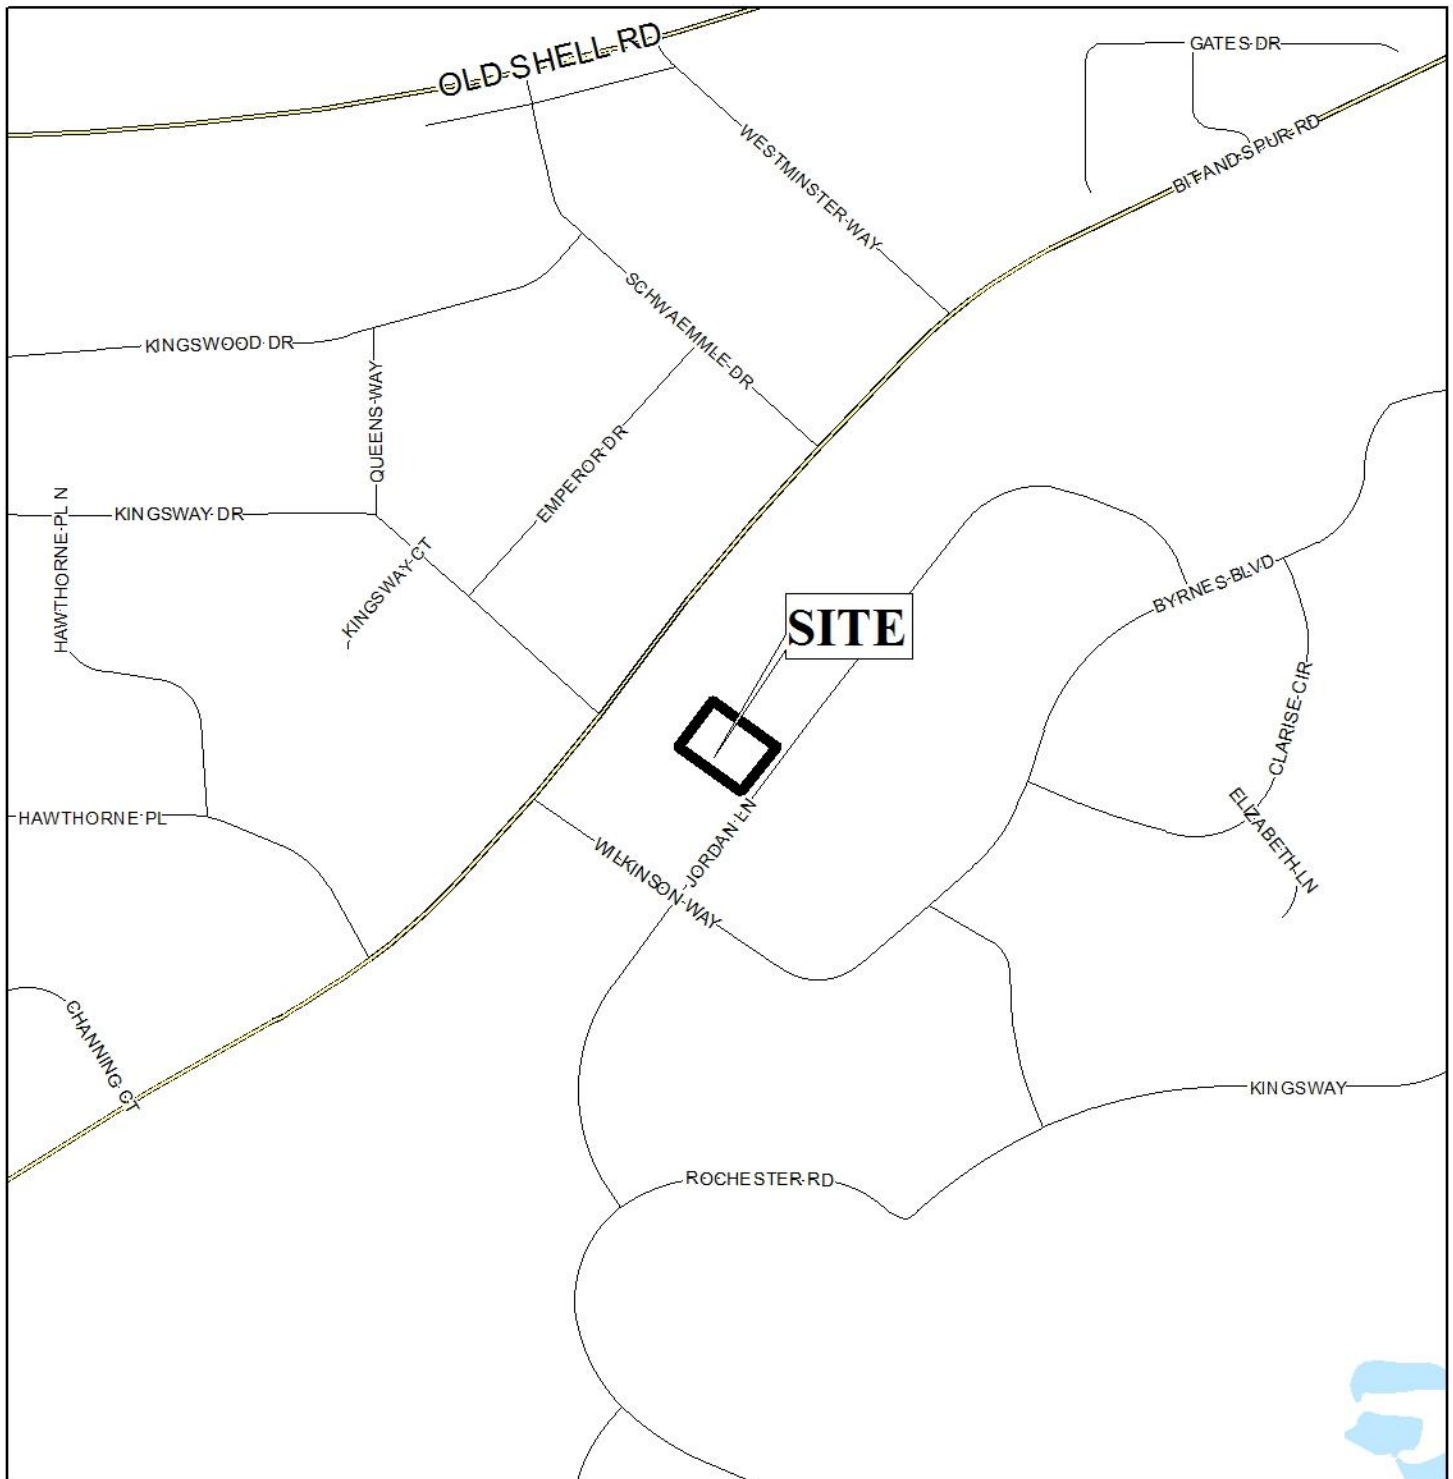 OLD SHELL RD
GATES DR
WESTMINSTER WAY
BIT AND SPUR RD
SCHWAEMMLE DR
KINGSWOOD DR
QUEENS WAY
EMPEROR DR
HAWTHORNE PL N
KINGSWAY DR
KINGSWAY CT
BYRNES BLVD
SITE
CLARISE CIR
HAWTHORNE PL
ELIZABETH LN
JORDAN LN
WILKINSON WAY
CHANNING CT
KINGSWAY
ROCHESTER RD